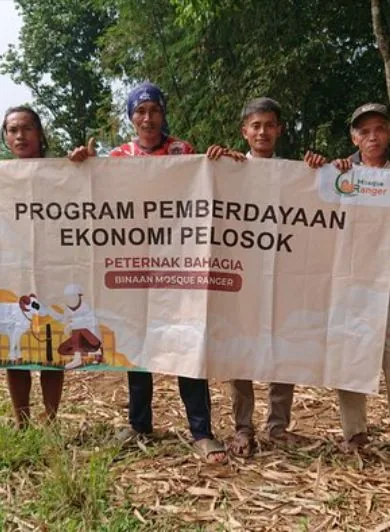 Mosque
Ranger
PROGRAM PEMBERDAYAAN
EKONOMI PELOSOK
PETERNAK BAHAGIA
BINAAN MOSQUE RANGER